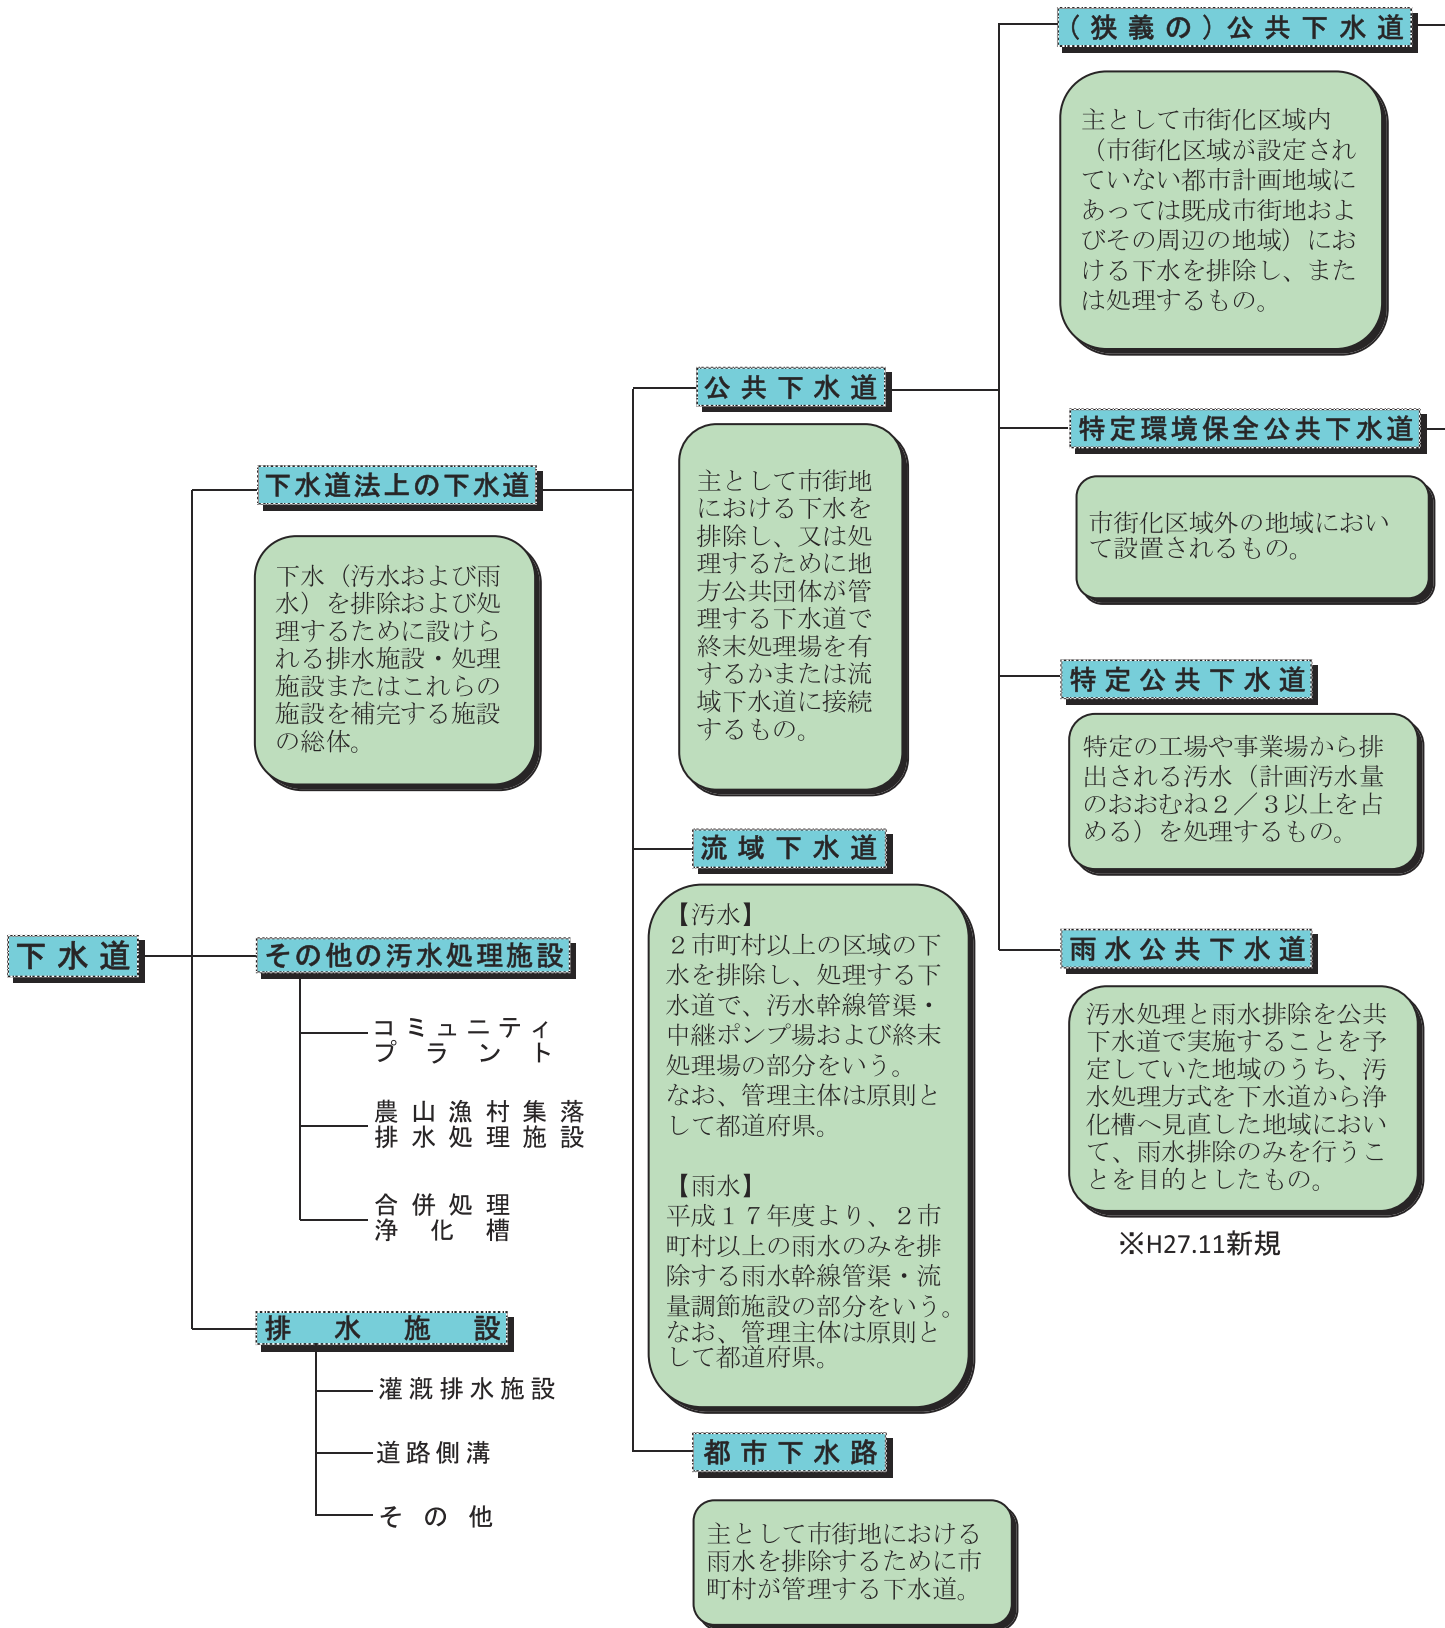 下水道
下水道法上の下水道
下水（汚水および雨
水）を排除および処
理するために設けら
れる排水施設・処理
施設またはこれらの
施設を補完する施設
の総体。
その他の汚水処理施設
コミュニティ
プラント
農山漁村集落
排水処理施設
合併処理
浄化槽
排水施設
灌漑排水施設
道路側溝
その他
公共下水道
主として市街地
における下水を
排除し、又は処
理するために地
方公共団体が管
理する下水道で
終末処理場を有
するかまたは流
域下水道に接続
するもの。
流域下水道
【汚水】
２市町村以上の区域の下
水を排除し、処理する下
水道で、汚水幹線管渠・
中継ポンプ場および終末
処理場の部分をいう。
なお、管理主体は原則と
して都道府県。
【雨水】
平成１７年度より、２市
町村以上の雨水のみを排
除する雨水幹線管渠・流
量調節施設の部分をいう。
なお、管理主体は原則と
して都道府県。
都市下水路
主として市街地における
雨水を排除するために市
町村が管理する下水道。
（狭義の）公共下水道
主として市街化区域内
（市街化区域が設定され
ていない都市計画地域に
あっては既成市街地およ
びその周辺の地域）にお
ける下水を排除し、また
は処理するもの。
特定環境保全公共下水道
市街化区域外の地域におい
て設置されるもの。
特定公共下水道
特定の工場や事業場から排
出される汚水（計画汚水量
のおおむね２／３以上を占
める）を処理するもの。
雨水公共下水道
汚水処理と雨水排除を公共
下水道で実施することを予
定していた地域のうち、汚
水処理方式を下水道から浄
化槽へ見直した地域におい
て、雨水排除のみを行うこ
とを目的としたもの。
※H27.11新規